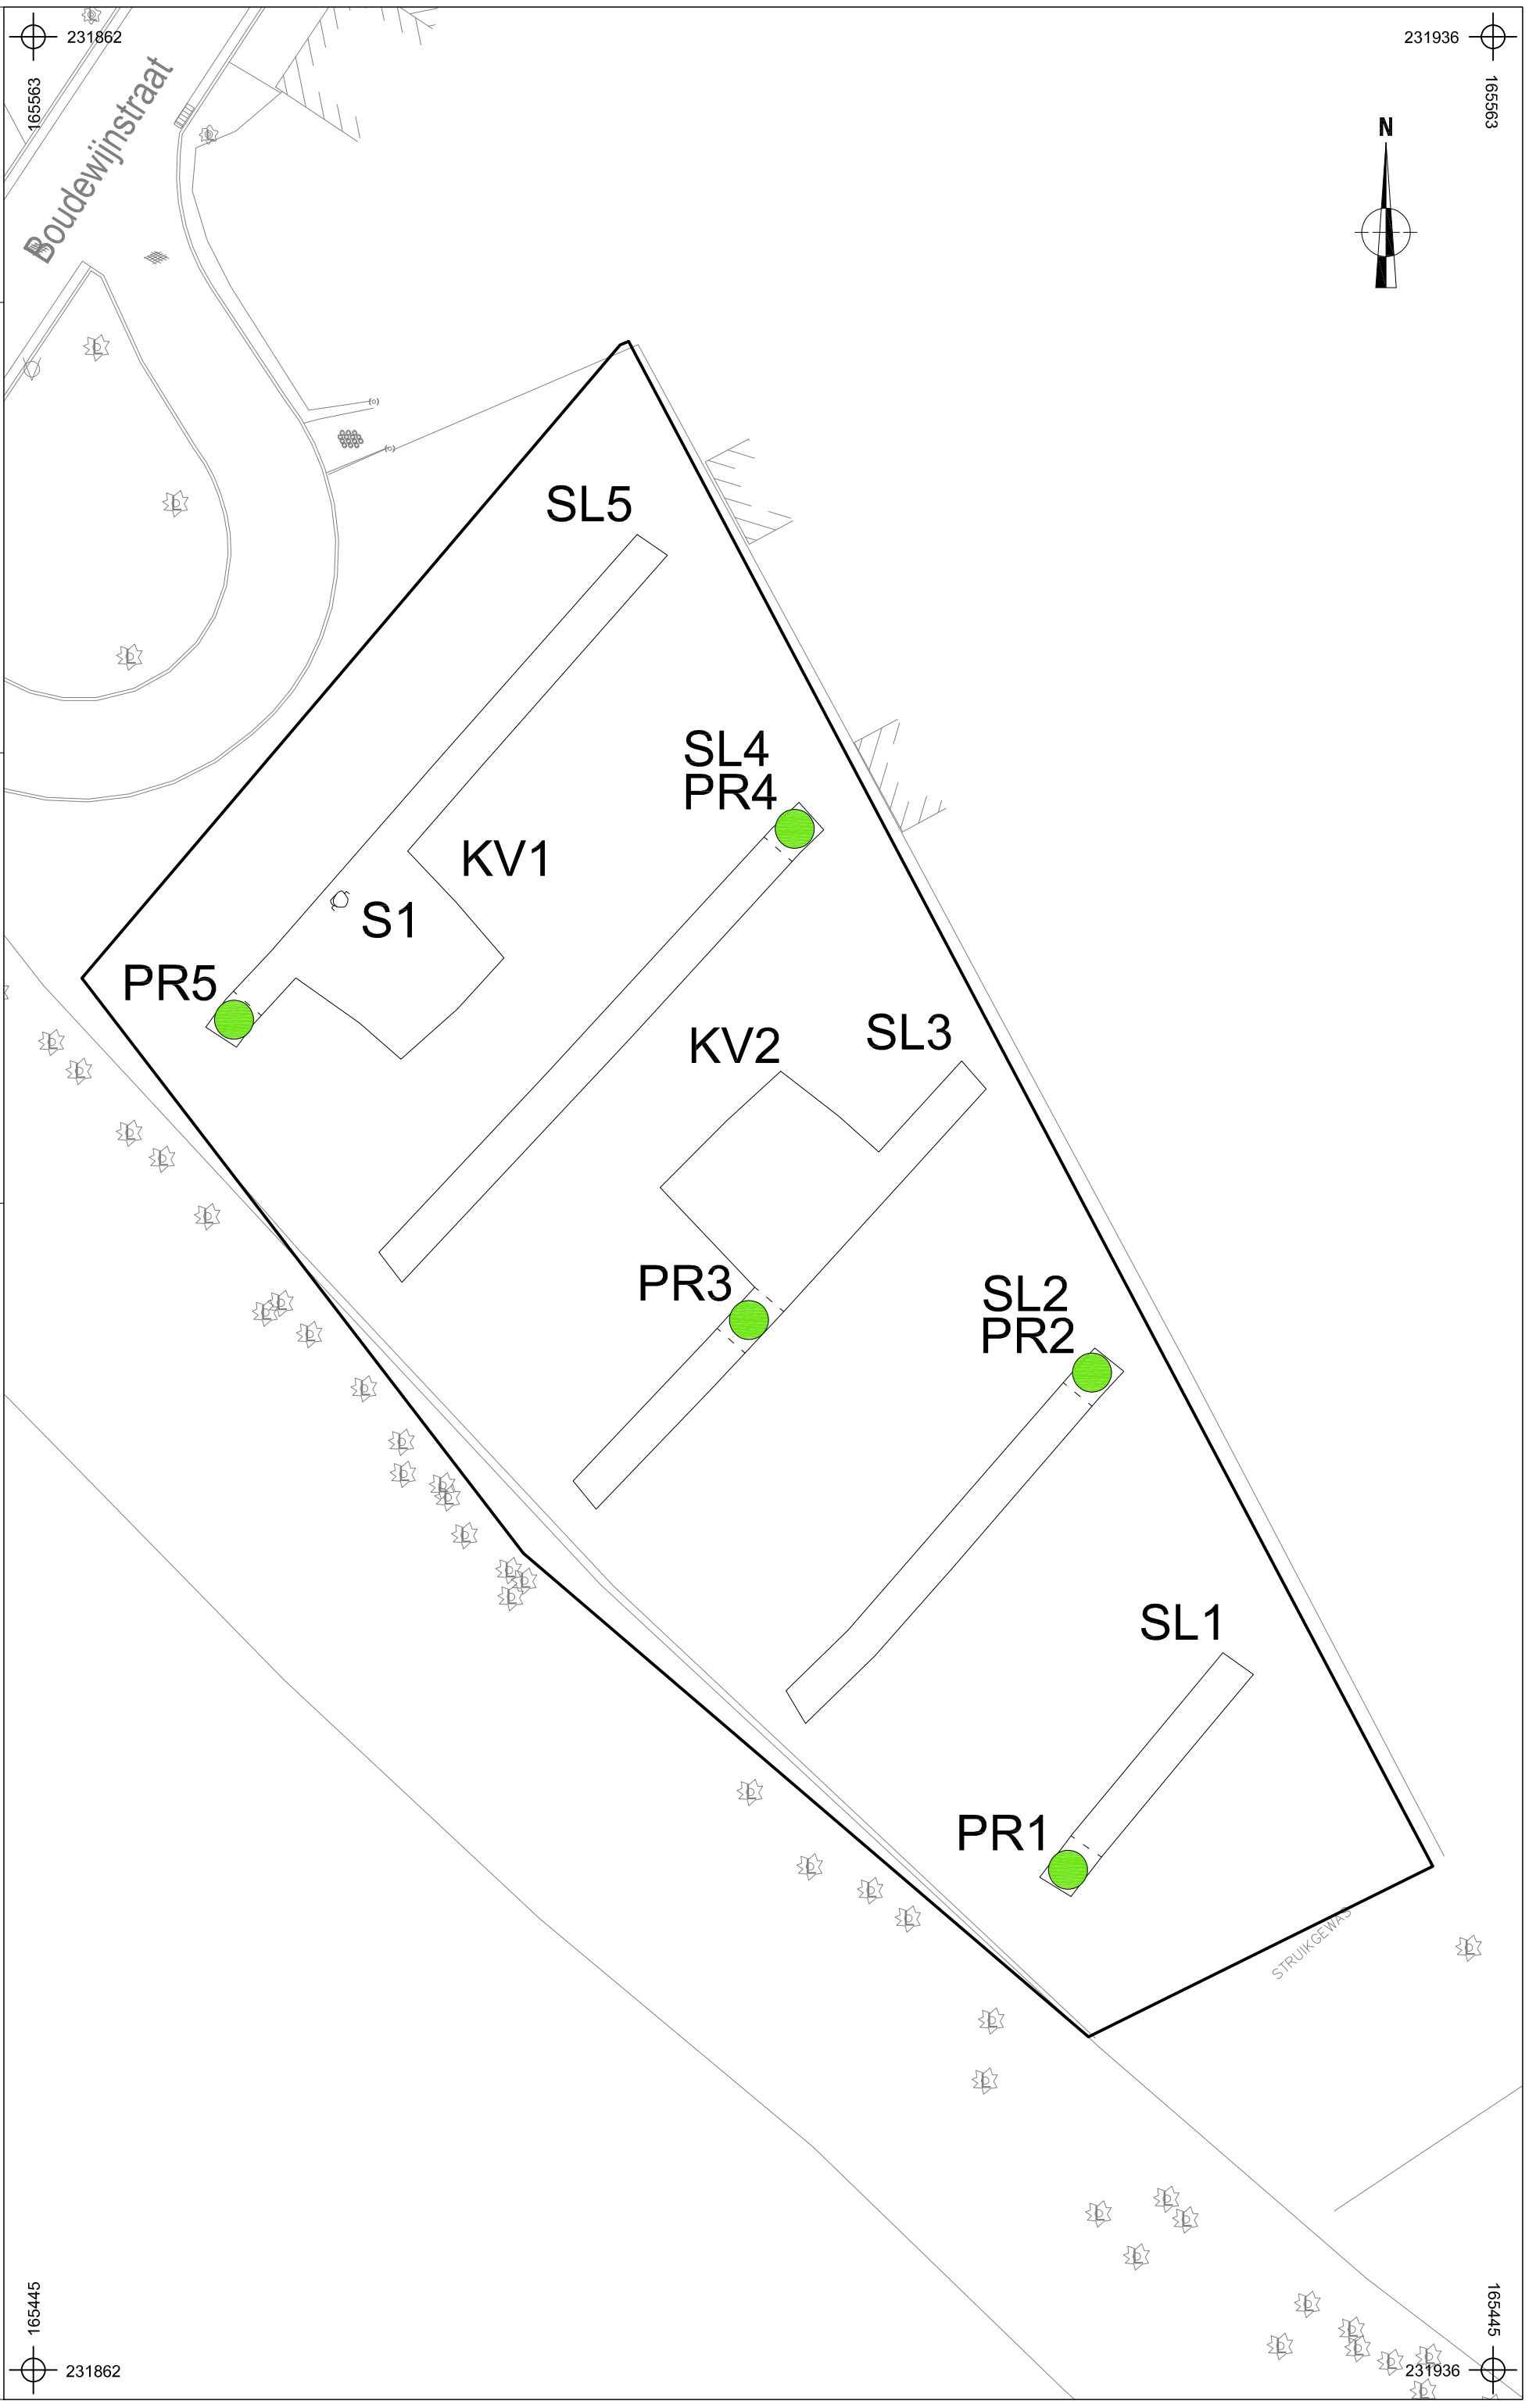 231862
231936
165563
165563
Boudewijnstraat
N
SL5
SL4
PR4
KV1
S1
PR5
SL3
KV2
PR3
SL2
PR2
SL1
PR1
STRUIKGEWAS
165445
165445
231862
231936